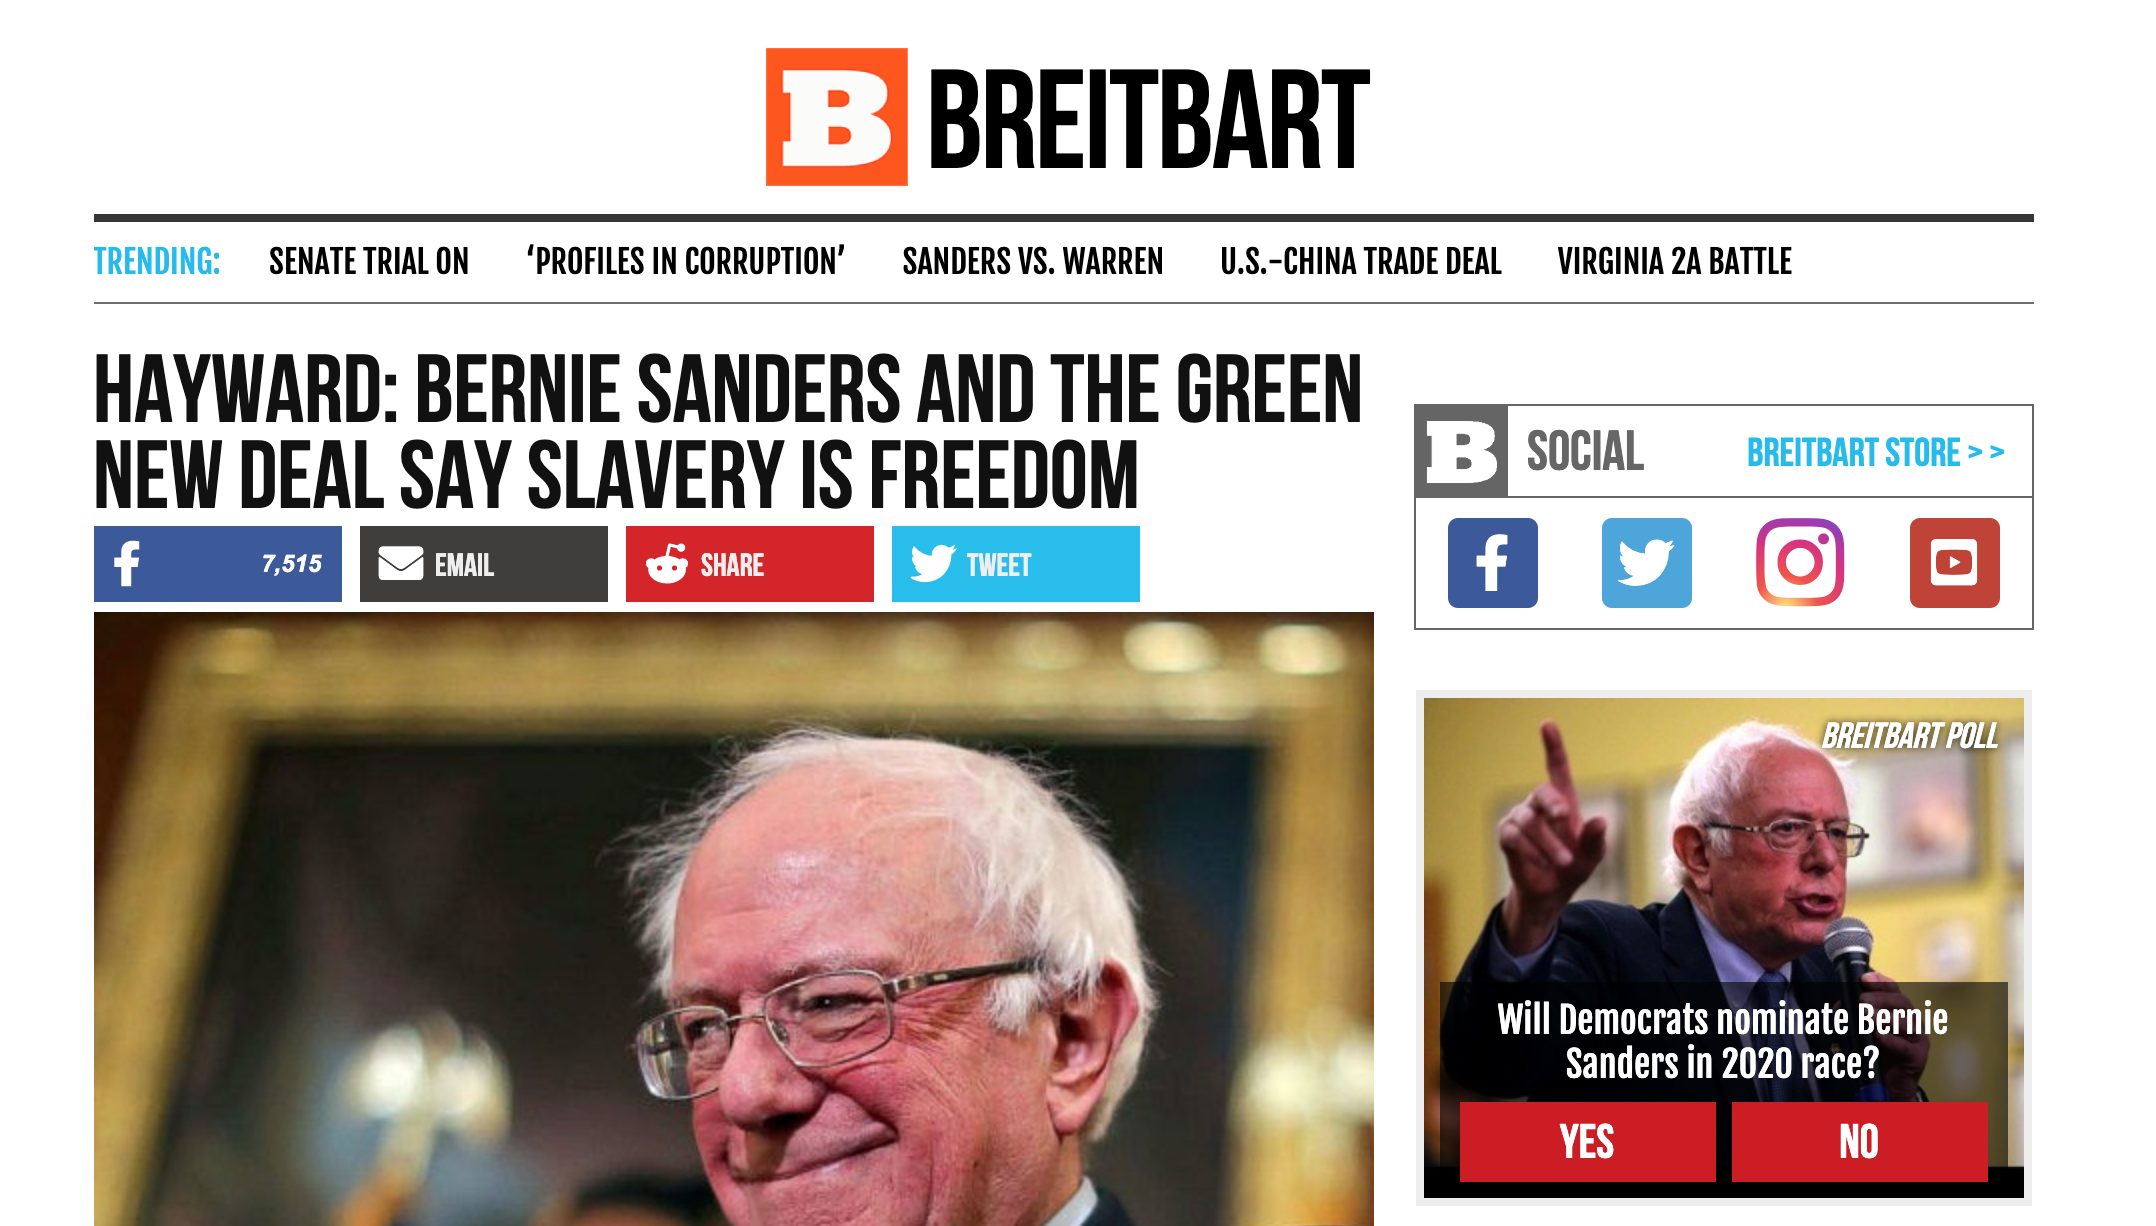 B BREITBART
TRENDING: SENATE TRIAL ON ‘PROFILES IN CORRUPTION’ SANDERS VS. WARREN U.S.–CHINA TRADE DEAL VIRGINIA 2A BATTLE
HAYWARD: BERNIE SANDERS AND THE GREEN
NEW DEAL SAY SLAVERY IS FREEDOM
f 7,515 EMAIL SHARE TWEET
B SOCIAL BREITBART STORE > >
f
BREITBART POLL
Will Democrats nominate Bernie
Sanders in 2020 race?
YES NO